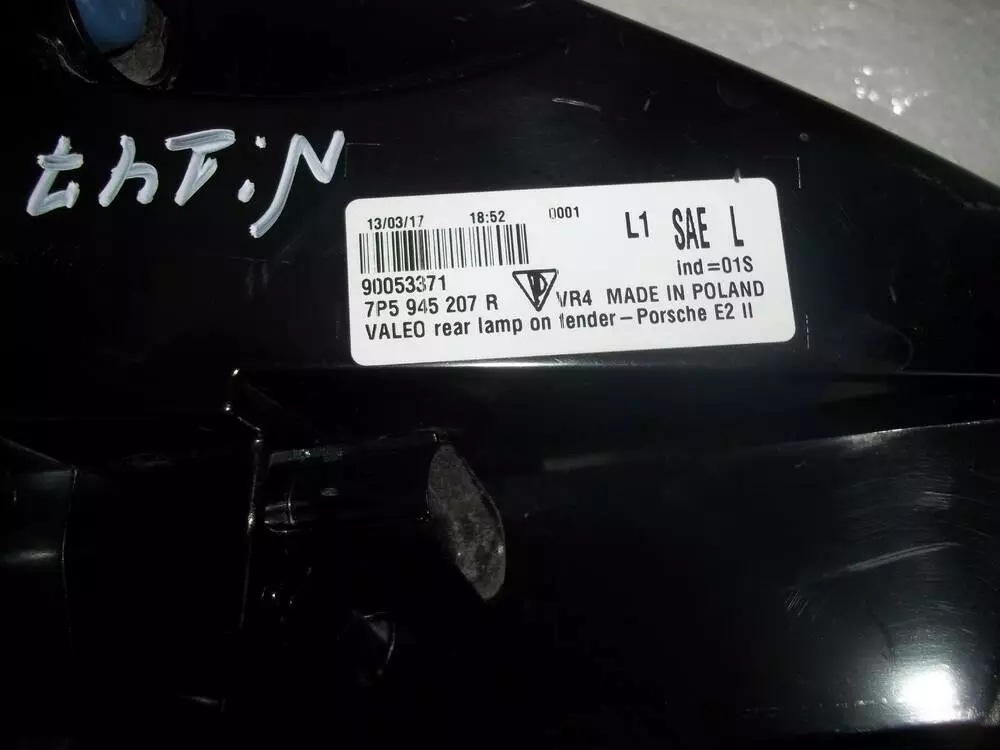 N:147
13/03/17 18:52 0001 L1 SAE L
ind=01S
90053371
7P5 945 207 R VR4 MADE IN POLAND
VALEO rear lamp on fender-Porsche E2 II